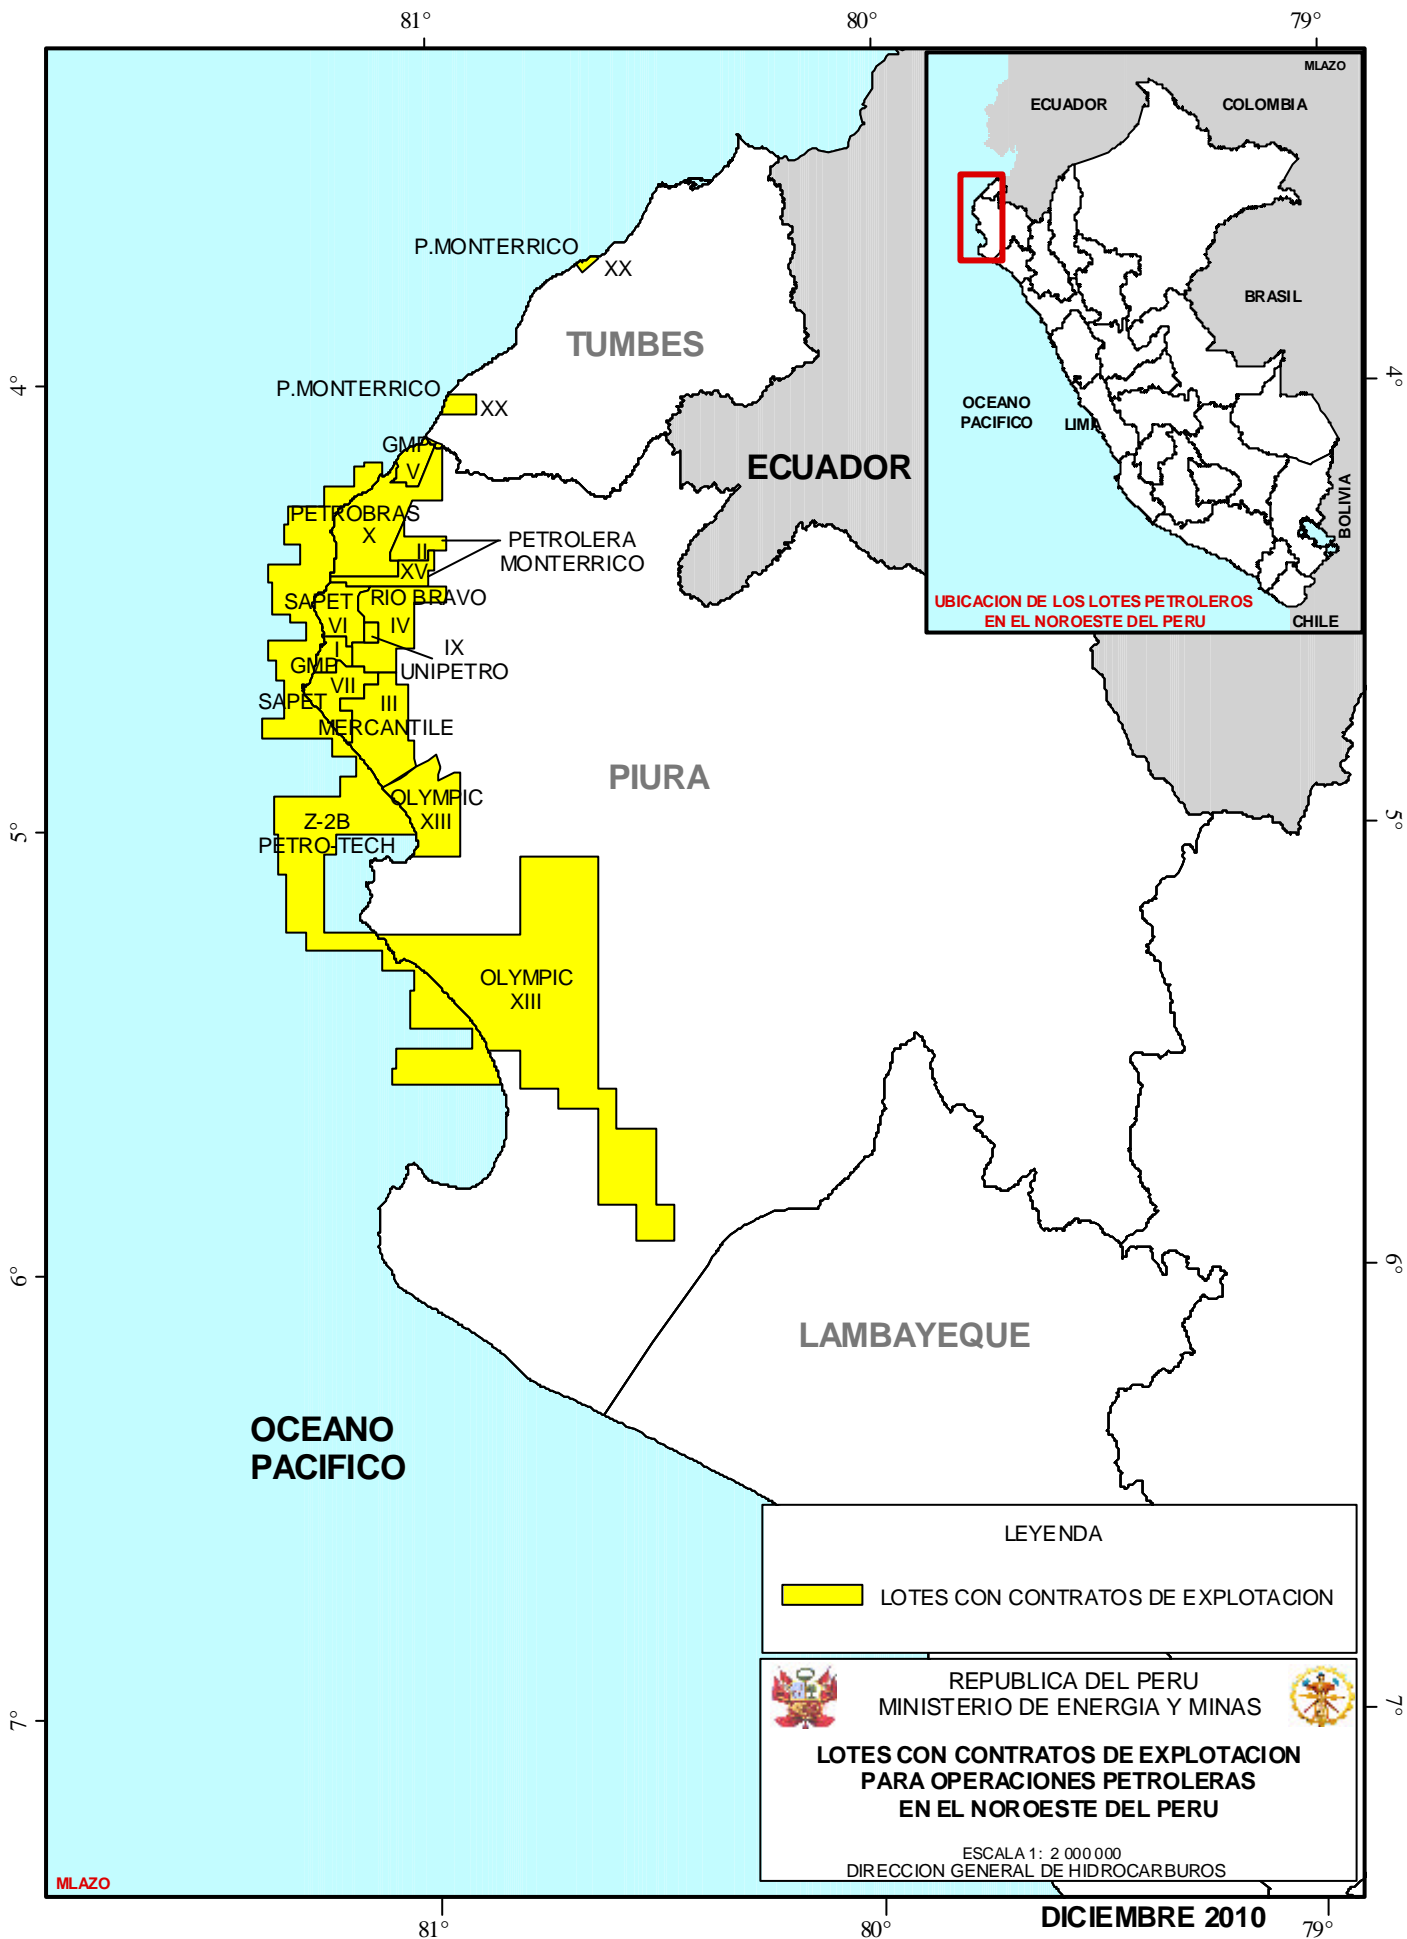 81°
80°
79°
MLAZO
ECUADOR
COLOMBIA
BRASIL
OCEANO
PACIFICO
LIMA
BOLIVIA
CHILE
UBICACION DE LOS LOTES PETROLEROS
EN EL NOROESTE DEL PERU
P.MONTERRICO
XX
TUMBES
4°
4°
P.MONTERRICO
XX
GMP
V
ECUADOR
PETROBRAS
X
II
XV
PETROLERA
MONTERRICO
SAPET
VI
RIO BRAVO
IV
I
GMP
IX
UNIPETRO
VII
SAPET
III
MERCANTILE
PIURA
OLYMPIC
XIII
Z-2B
PETRO-TECH
5°
5°
OLYMPIC
XIII
6°
6°
LAMBAYEQUE
OCEANO
PACIFICO
LEYENDA
LOTES CON CONTRATOS DE EXPLOTACION
REPUBLICA DEL PERU
MINISTERIO DE ENERGIA Y MINAS
7°
7°
LOTES CON CONTRATOS DE EXPLOTACION
PARA OPERACIONES PETROLERAS
EN EL NOROESTE DEL PERU
ESCALA 1: 2 000 000
DIRECCION GENERAL DE HIDROCARBUROS
MLAZO
81°
80°
DICIEMBRE 2010
79°